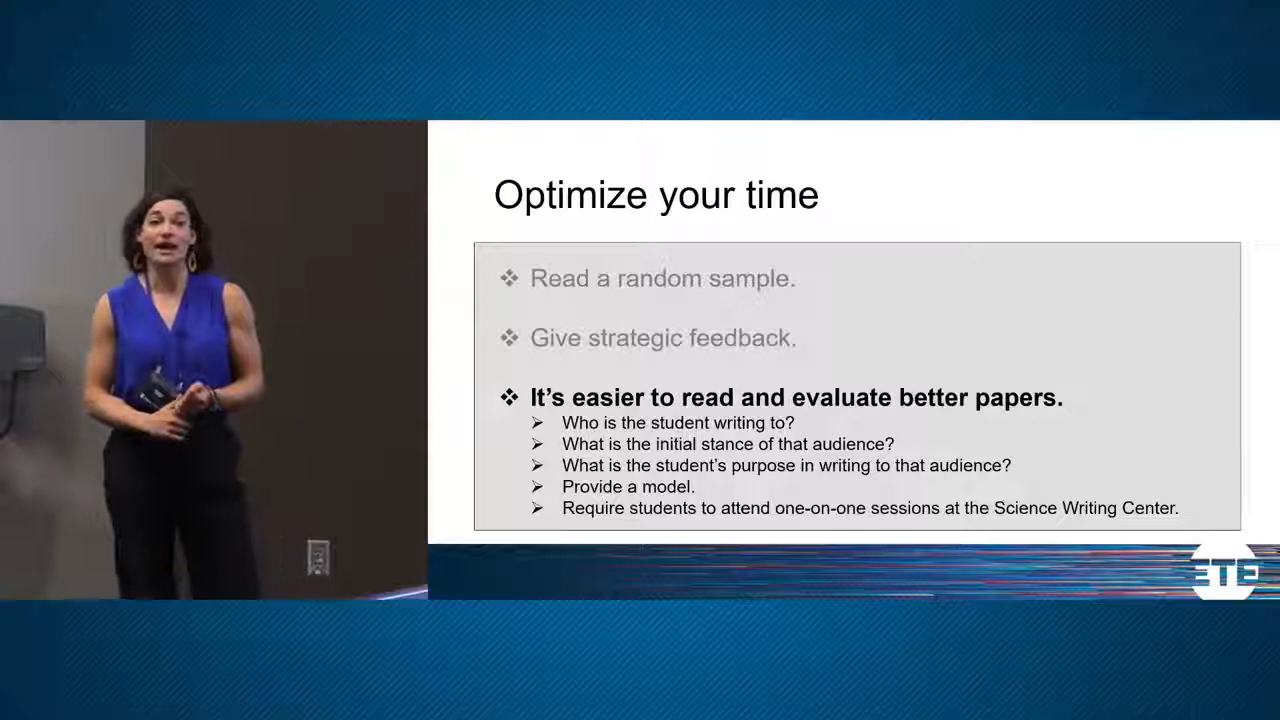 Optimize your time
❖ Read a random sample.
❖ Give strategic feedback.
❖ It's easier to read and evaluate better papers.
➢ Who is the student writing to?
➢ What is the initial stance of that audience?
➢ What is the student's purpose in writing to that audience?
➢ Provide a model.
➢ Require students to attend one-on-one sessions at the Science Writing Center.